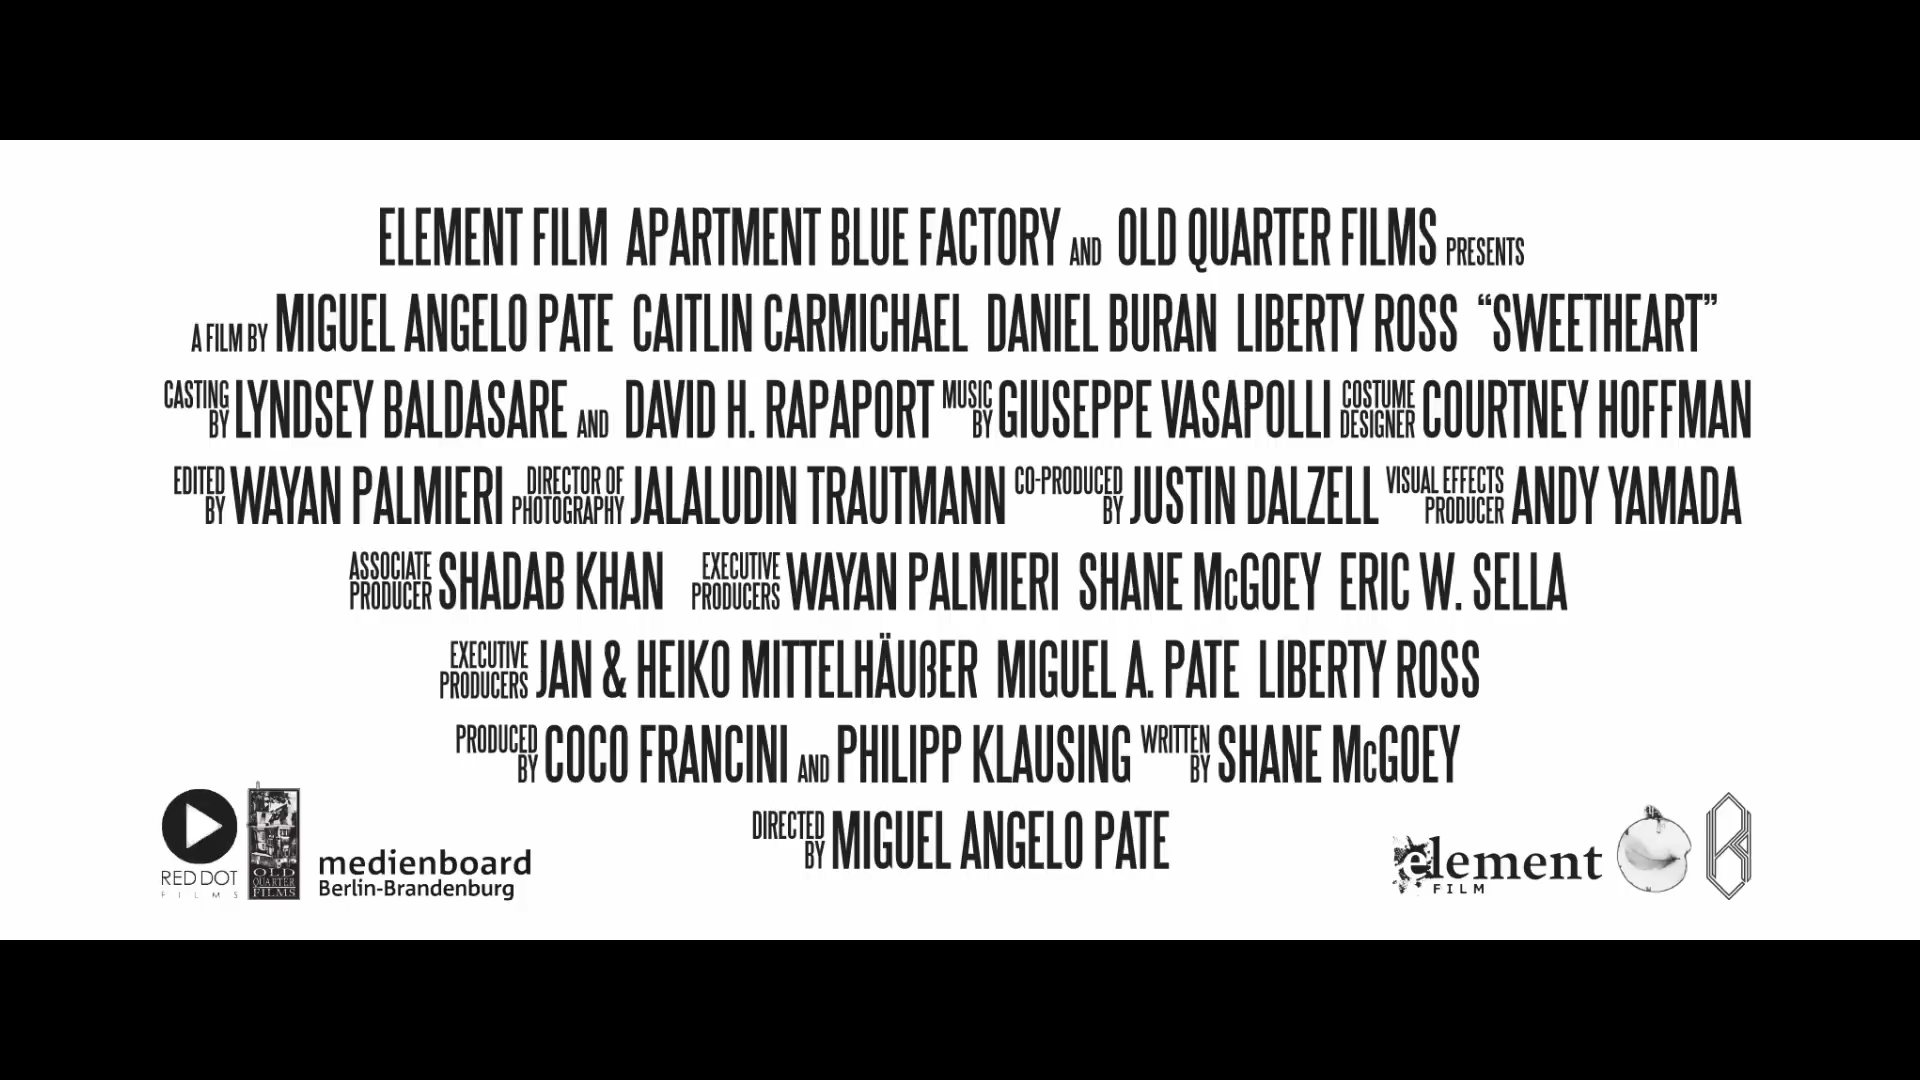 ELEMENT FILM APARTMENT BLUE FACTORY AND OLD QUARTER FILMS PRESENTS
A FILM BY MIGUEL ANGELO PATE CAITLIN CARMICHAEL DANIEL BURAN LIBERTY ROSS “SWEETHEART”
CASTING BY LYNDSEY BALDASARE AND DAVID H. RAPAPORT MUSIC BY GIUSEPPE VASAPOLLI COSTUME DESIGNER COURTNEY HOFFMAN
EDITED BY WAYAN PALMIERI DIRECTOR OF PHOTOGRAPHY JALALUDIN TRAUTMANN CO-PRODUCED BY JUSTIN DALZELL VISUAL EFFECTS PRODUCER ANDY YAMADA
ASSOCIATE PRODUCER SHADAB KHAN EXECUTIVE PRODUCERS WAYAN PALMIERI SHANE McGOEY ERIC W. SELLA
EXECUTIVE PRODUCERS JAN & HEIKO MITTELHÄUßER MIGUEL A. PATE LIBERTY ROSS
PRODUCED BY COCO FRANCINI AND PHILIPP KLAUSING WRITTEN BY SHANE McGOEY
DIRECTED BY MIGUEL ANGELO PATE
RED DOT
FILMS
OLD
QUARTER
FILMS
medienboard
Berlin-Brandenburg
element
FILM